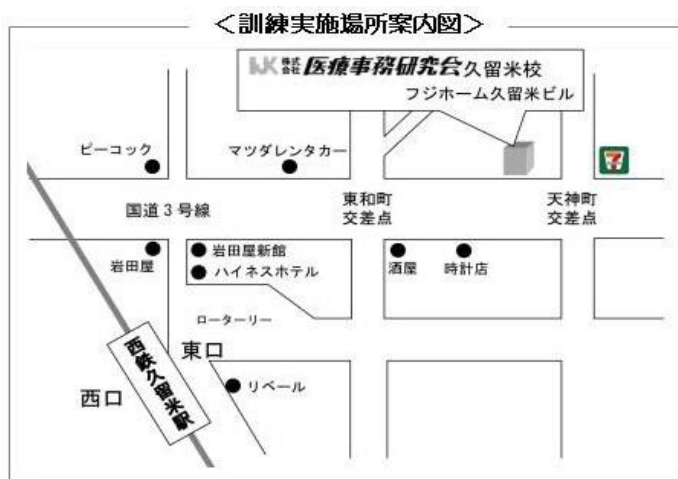 ＜訓練実施場所案内図＞
IJK 株式会社 医療事務研究会久留米校
フジホーム久留米ビル
ピーコック
マツダレンタカー
7
国道3号線
東和町
交差点
天神町
交差点
岩田屋
岩田屋新館
ハイネスホテル
酒屋
時計店
ローターリー
東口
西鉄久留米駅
西口
リベール